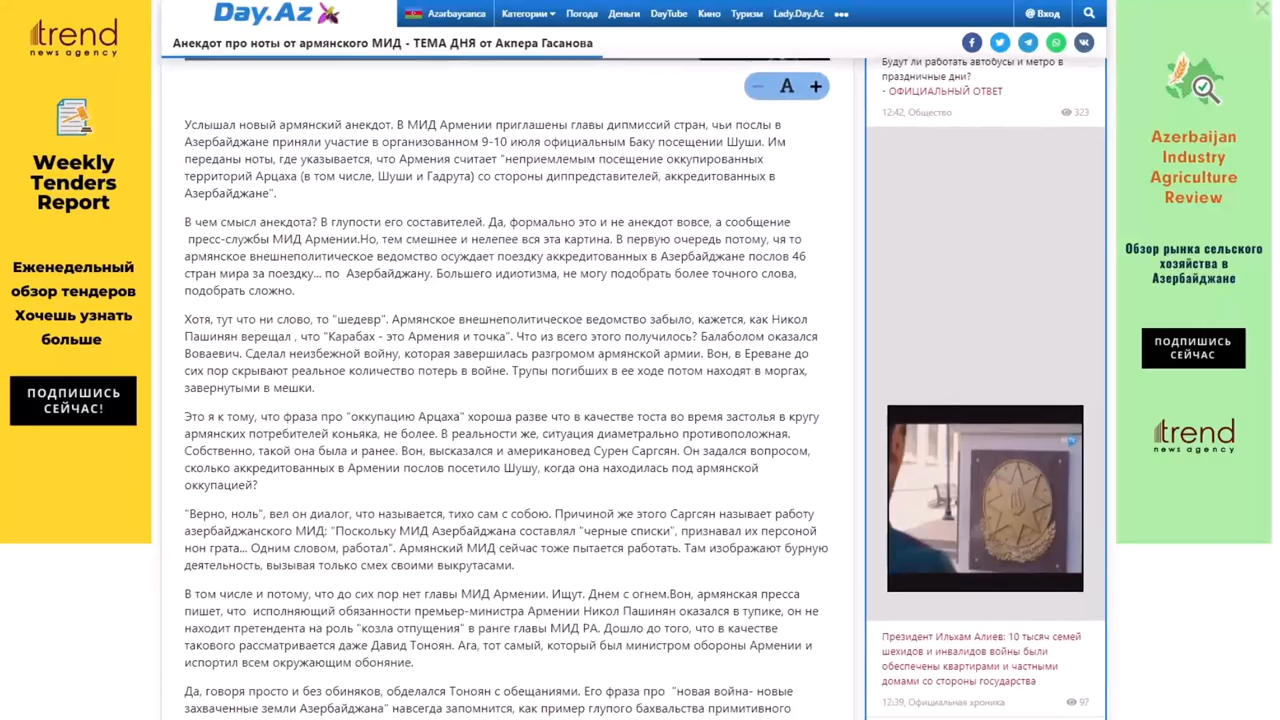 trend
news agency
Weekly
Tenders
Report
Еженедельный
обзор тендеров
Хочешь узнать
больше
ПОДПИШИСЬ
СЕЙЧАС!
Day.Az
Azərbaycanca
Категории
Погода
Деньги
DayTube
Кино
Туризм
Lady.Day.Az
Вход
Анекдот про ноты от армянского МИД - ТЕМА ДНЯ от Акпера Гасанова
A
Услышал новый армянский анекдот. В МИД Армении приглашены главы дипмиссий стран, чьи послы в
Азербайджане приняли участие в организованном 9-10 июля официальным Баку посещении Шуши. Им
переданы ноты, где указывается, что Армения считает "неприемлемым посещение оккупированных
территорий Арцаха (в том числе, Шуши и Гадрута) со стороны диппредставителей, аккредитованных в
Азербайджане".
В чем смысл анекдота? В глупости его составителей. Да, формально это и не анекдот вовсе, а сообщение
пресс-службы МИД Армении.Но, тем смешнее и нелепее вся эта картина. В первую очередь потому, чя то
армянское внешнеполитическое ведомство осуждает поездку аккредитованных в Азербайджане послов 46
стран мира за поездку... по Азербайджану. Большего идиотизма, не могу подобрать более точного слова,
подобрать сложно.
Хотя, тут что ни слово, то "шедевр". Армянское внешнеполитическое ведомство забыло, кажется, как Никол
Пашинян верещал , что "Карабах - это Армения и точка". Что из всего этого получилось? Балаболом оказался
Воваевич. Сделал неизбежной войну, которая завершилась разгромом армянской армии. Вон, в Ереване до
сих пор скрывают реальное количество потерь в войне. Трупы погибших в ее ходе потом находят в моргах,
завернутыми в мешки.
Это я к тому, что фраза про "оккупацию Арцаха" хороша разве что в качестве тоста во время застолья в кругу
армянских потребителей коньяка, не более. В реальности же, ситуация диаметрально противоположная.
Собственно, такой она была и ранее. Вон, высказался и американовед Сурен Саргсян. Он задался вопросом,
сколько аккредитованных в Армении послов посетило Шушу, когда она находилась под армянской
оккупацией?
"Верно, ноль", вел он диалог, что называется, тихо сам с собою. Причиной же этого Саргсян называет работу
азербайджанского МИД: "Поскольку МИД Азербайджана составлял "черные списки", признавал их персоной
нон грата... Одним словом, работал". Армянский МИД сейчас тоже пытается работать. Там изображают бурную
деятельность, вызывая только смех своими выкрутасами.
В том числе и потому, что до сих пор нет главы МИД Армении. Ищут. Днем с огнем.Вон, армянская пресса
пишет, что исполняющий обязанности премьер-министра Армении Никол Пашинян оказался в тупике, он не
находит претендента на роль "козла отпущения" в ранге главы МИД РА. Дошло до того, что в качестве
такового рассматривается даже Давид Тоноян. Ага, тот самый, который был министром обороны Армении и
испортил всем окружающим обоняние.
Да, говоря просто и без обиняков, обделался Тоноян с обещаниями. Его фраза про "новая война- новые
захваченные земли Азербайджана" навсегда запомнится, как пример глупого бахвальства примитивного
Будут ли работать автобусы и метро в
праздничные дни?
- ОФИЦИАЛЬНЫЙ ОТВЕТ
12:42, Общество
323
Президент Ильхам Алиев: 10 тысяч семей
шехидов и инвалидов войны были
обеспечены квартирами и частными
домами со стороны государства
12:39, Официальная хроника
97
Azerbaijan
Industry
Agriculture
Review
Обзор рынка сельского
хозяйства в
Азербайджане
ПОДПИШИСЬ
СЕЙЧАС
trend
news agency